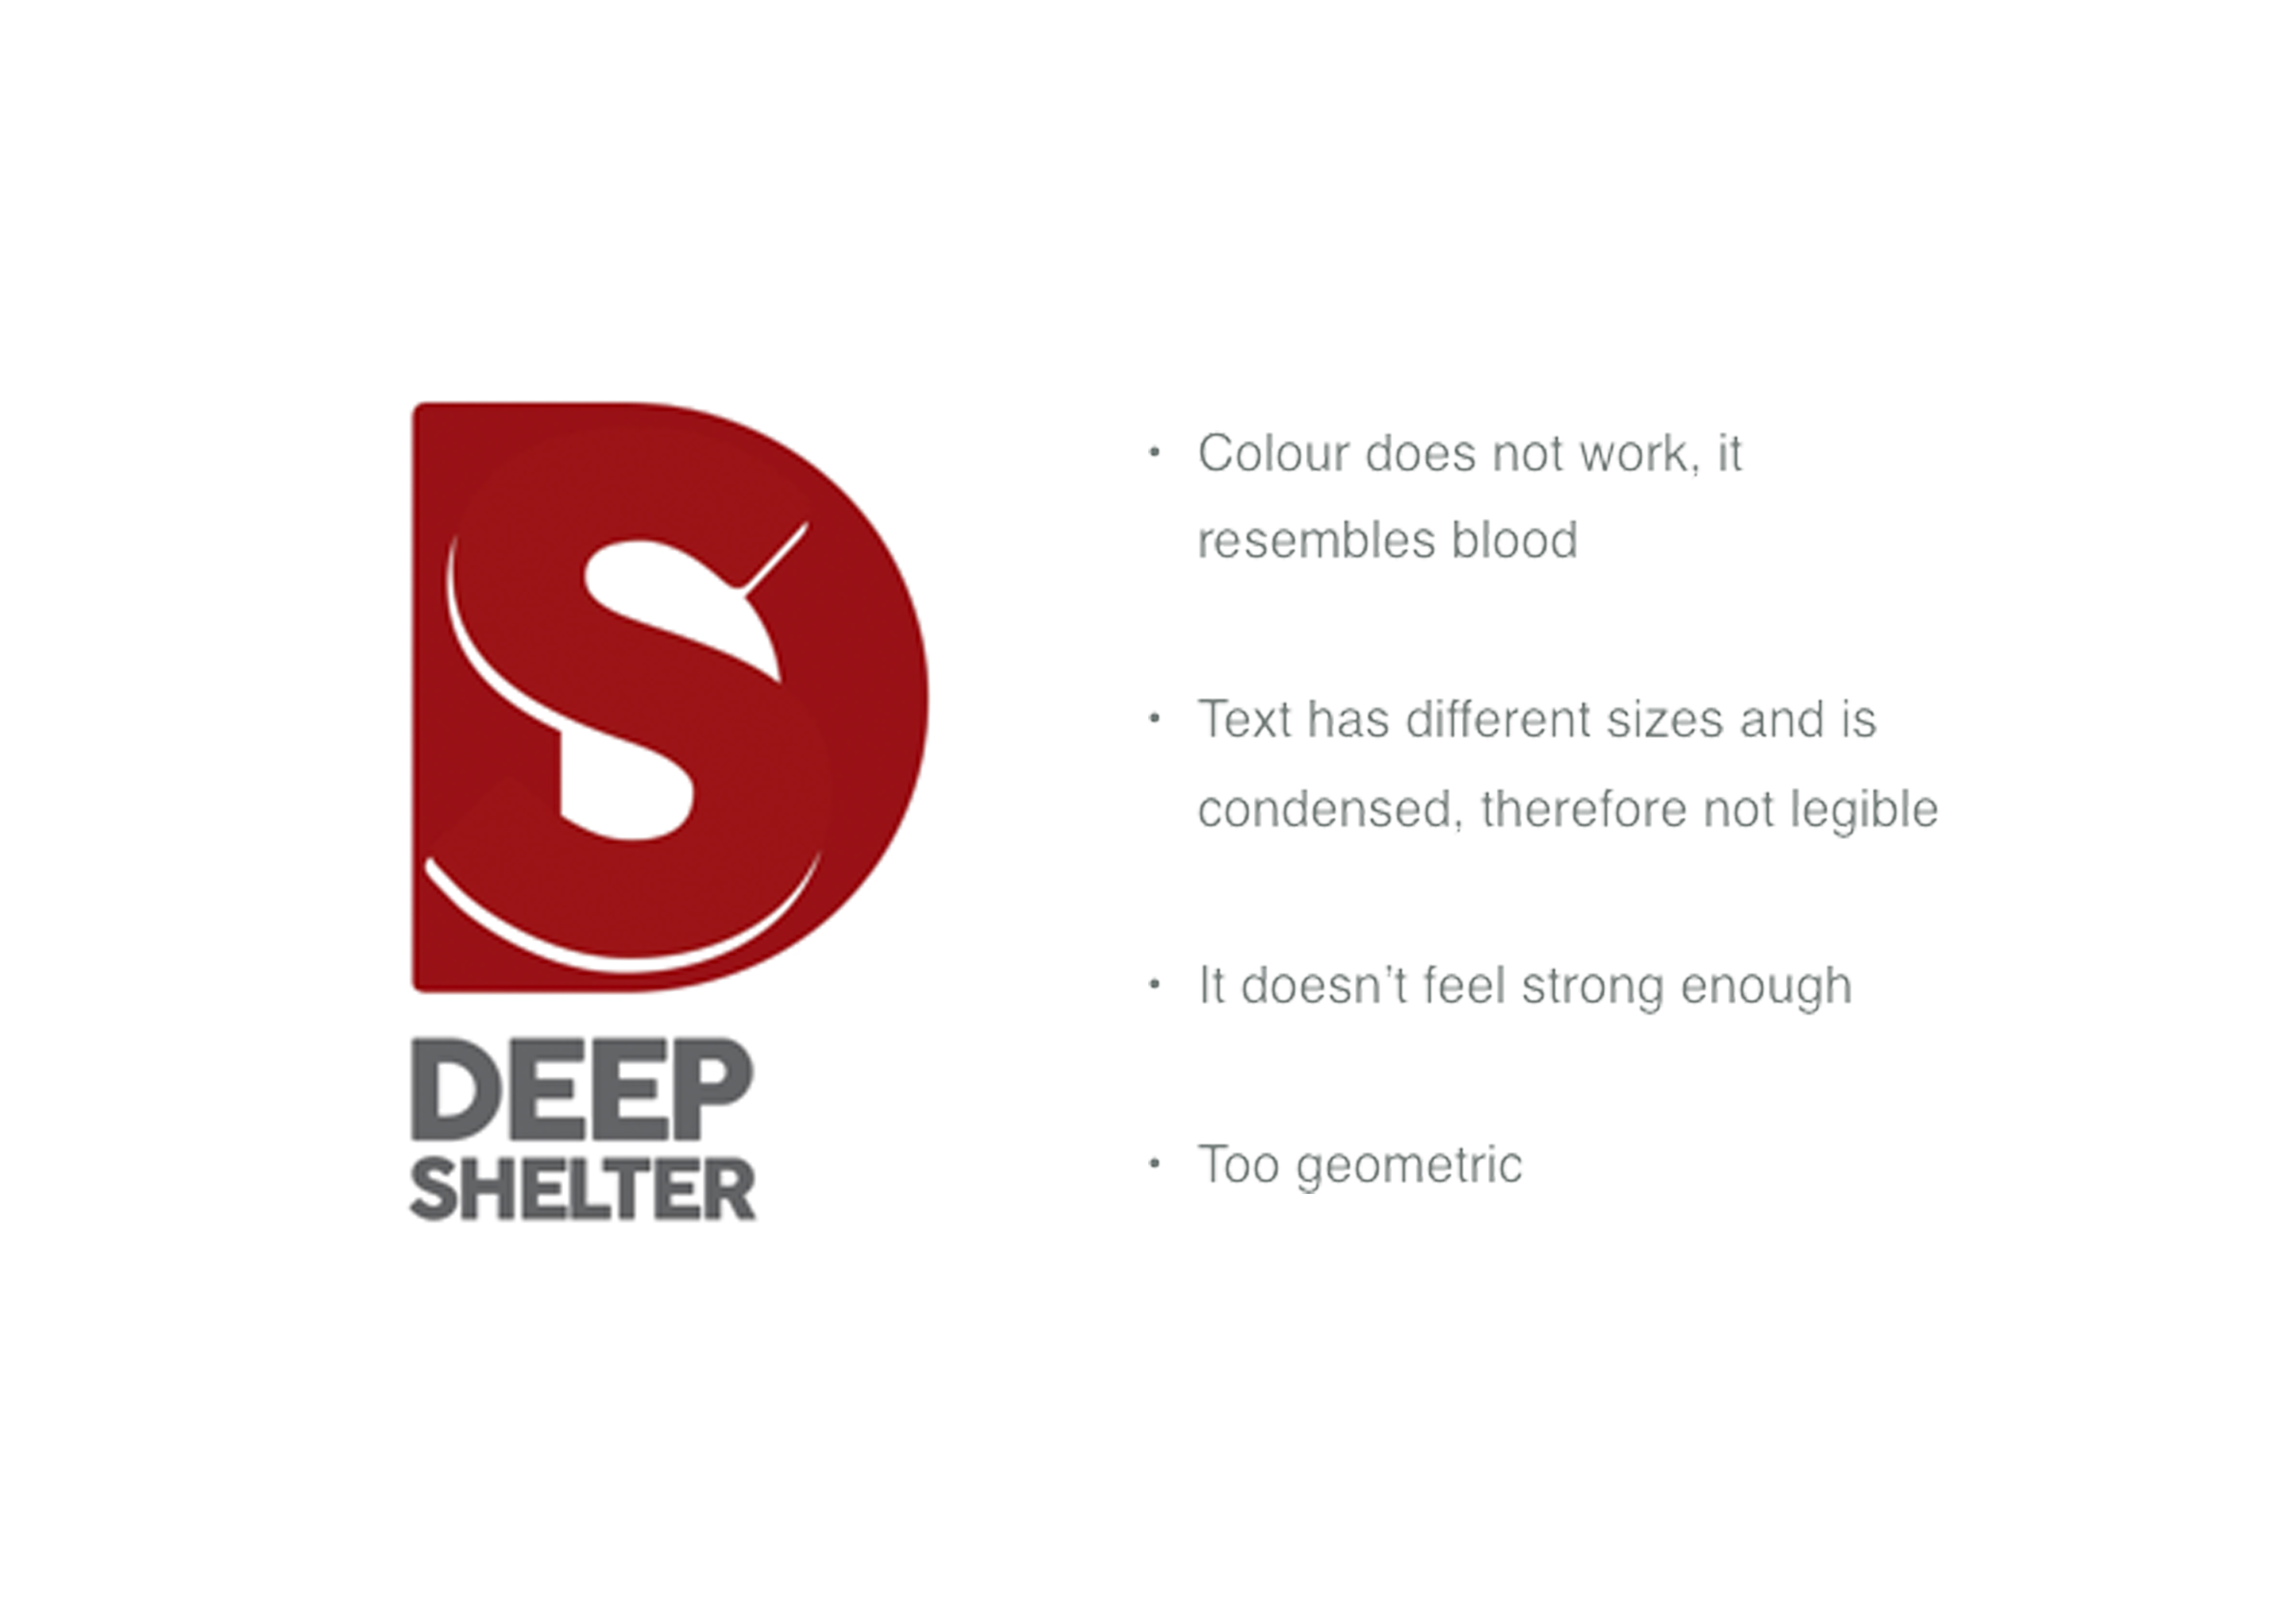 DS
DEEP
SHELTER
• Colour does not work, it
resembles blood
• Text has different sizes and is
condensed, therefore not legible
• It doesn't feel strong enough
• Too geometric